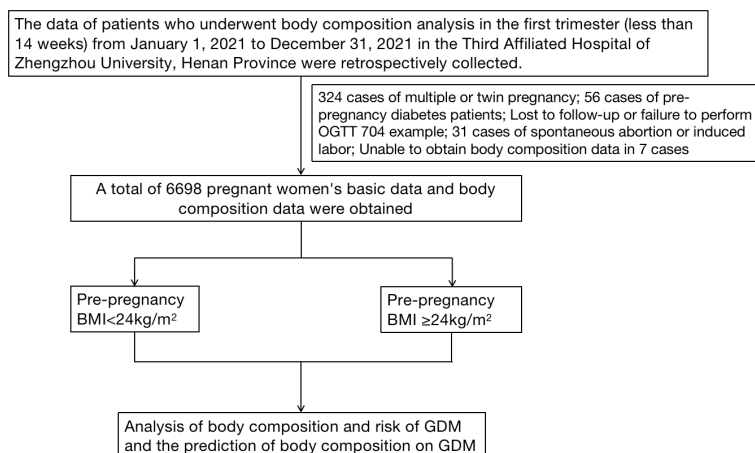 The data of patients who underwent body composition analysis in the first trimester (less than
14 weeks) from January 1, 2021 to December 31, 2021 in the Third Affiliated Hospital of
Zhengzhou University, Henan Province were retrospectively collected.
324 cases of multiple or twin pregnancy; 56 cases of pre-
pregnancy diabetes patients; Lost to follow-up or failure to perform
OGTT 704 example; 31 cases of spontaneous abortion or induced
labor; Unable to obtain body composition data in 7 cases
A total of 6698 pregnant women's basic data and body
composition data were obtained
Pre-pregnancy
BMI<24kg/m²
Pre-pregnancy
BMI ≥24kg/m²
Analysis of body composition and risk of GDM
and the prediction of body composition on GDM